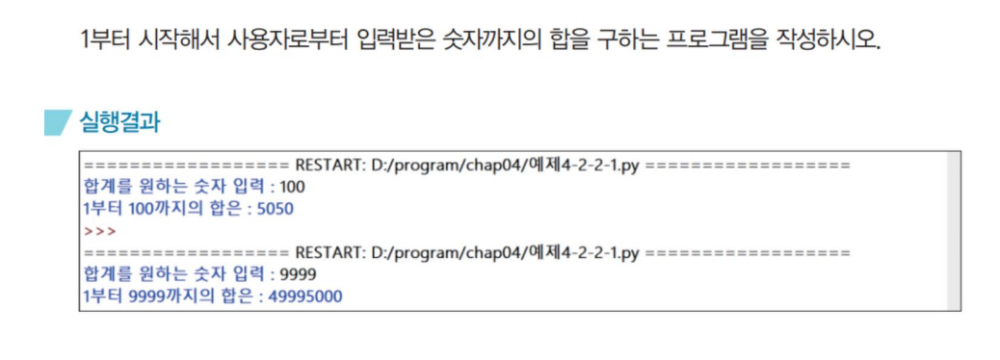 1부터 시작해서 사용자로부터 입력받은 숫자까지의 합을 구하는 프로그램을 작성하시오.
실행결과
================== RESTART: D:/program/chap04/예제4-2-2-1.py ==================
합계를 원하는 숫자 입력 : 100
1부터 100까지의 합은 : 5050
>>>
================== RESTART: D:/program/chap04/예제4-2-2-1.py ==================
합계를 원하는 숫자 입력 : 9999
1부터 9999까지의 합은 : 49995000